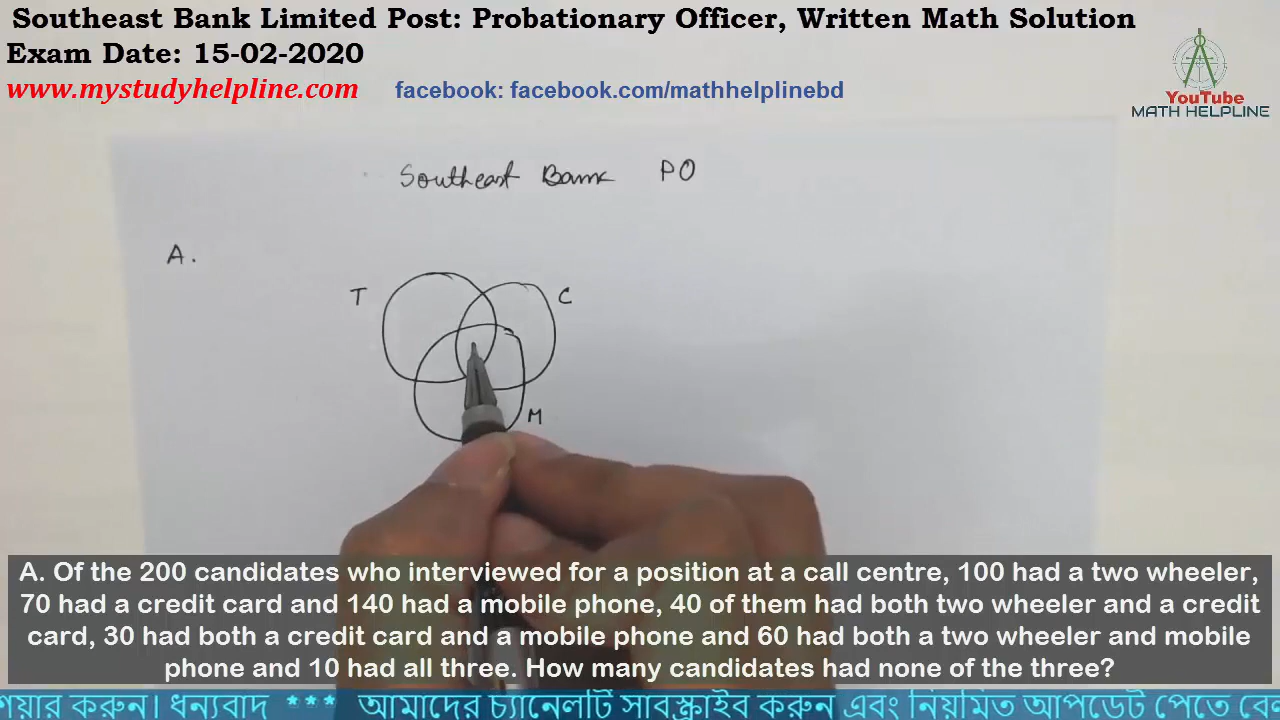 Southeast Bank Limited Post: Probationary Officer, Written Math Solution
Exam Date: 15-02-2020
www.mystudyhelpline.com facebook: facebook.com/mathhelplinebd
YouTube
MATH HELPLINE
Southeast Bank PO
A.
T
C
M
A. Of the 200 candidates who interviewed for a position at a call centre, 100 had a two wheeler,
70 had a credit card and 140 had a mobile phone, 40 of them had both two wheeler and a credit
card, 30 had both a credit card and a mobile phone and 60 had both a two wheeler and mobile
phone and 10 had all three. How many candidates had none of the three?
শেয়ার করুন। ধন্যবাদ *** আমাদের চ্যানেলটি সাবস্ক্রাইব করুন এবং নিয়মিত আপডেট পেতে বেল